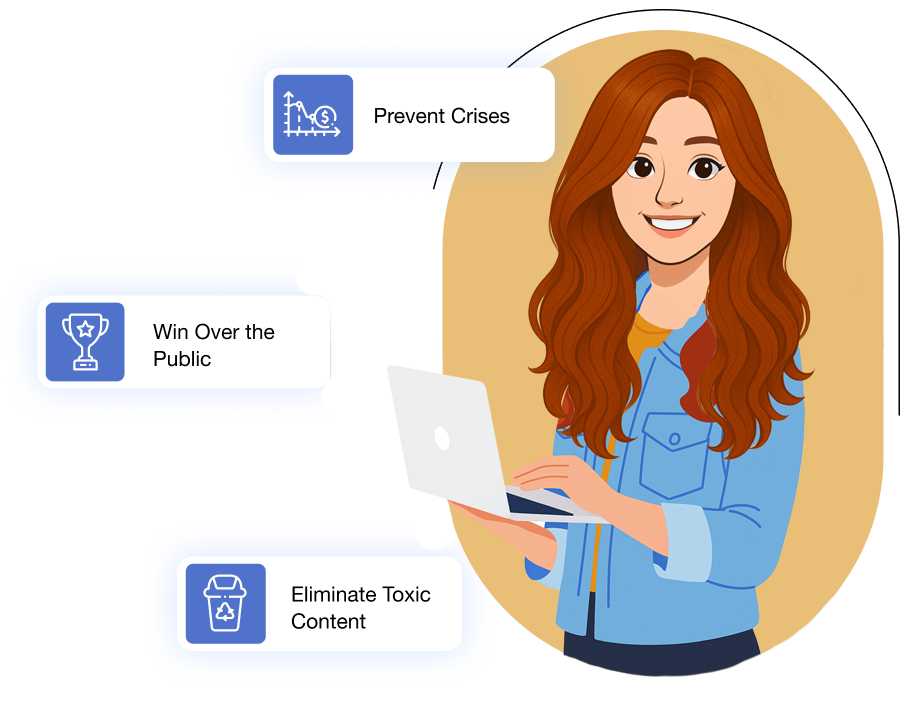 Prevent Crises
Win Over the
Public
Eliminate Toxic
Content